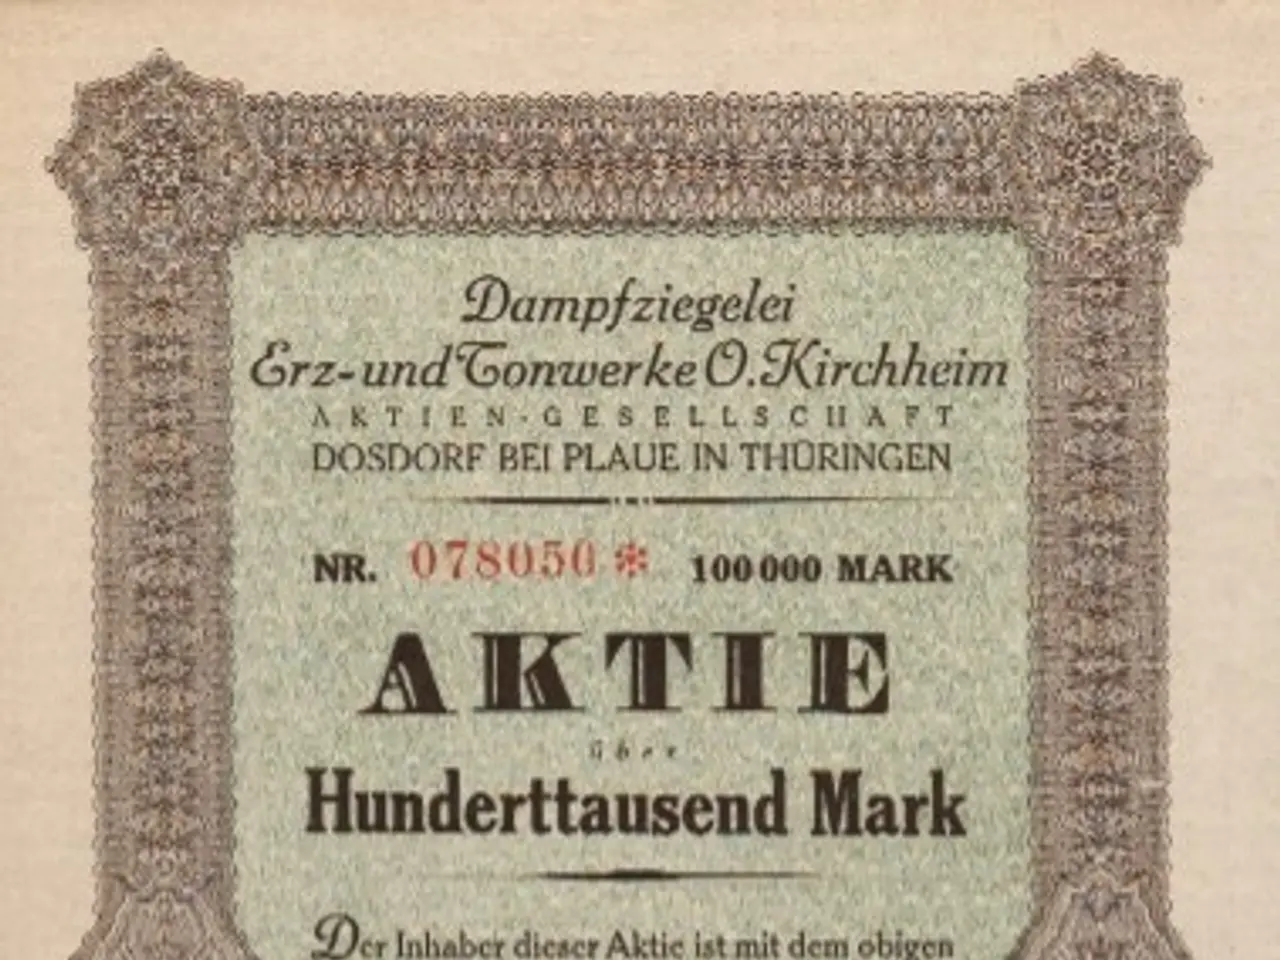 Dampfziegelei
Erz-und Tonwerke O. Kirchheim
AKTIEN-GESELLSCHAFT
DOSDORF BEI PLAUE IN THÜRINGEN
NR. 078050 * 100 000 MARK
AKTIE
über
Hunderttausend Mark
Der Inhaber dieser Aktie ist mit dem obigen